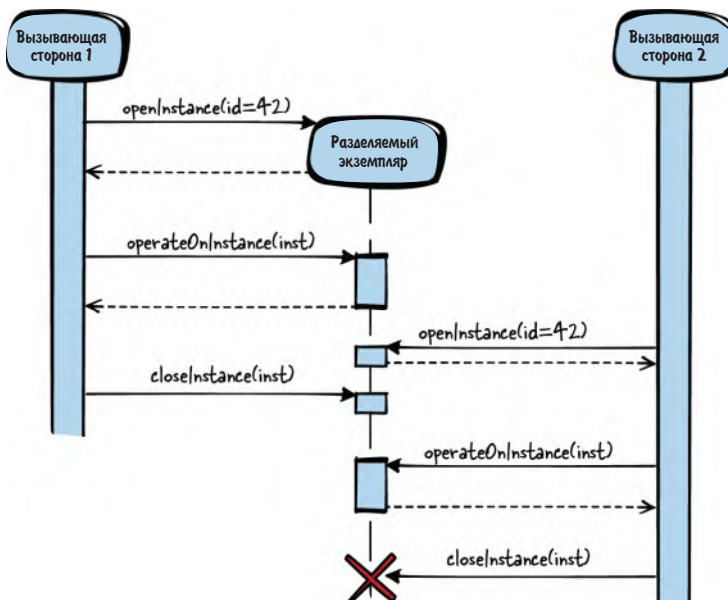 Вызывающая
сторона 1
Вызывающая
сторона 2
openInstance(id=42)
Разделяемый
экземпляр
operateOnInstance(inst)
openInstance(id=42)
closeInstance(inst)
operateOnInstance(inst)
closeInstance(inst)